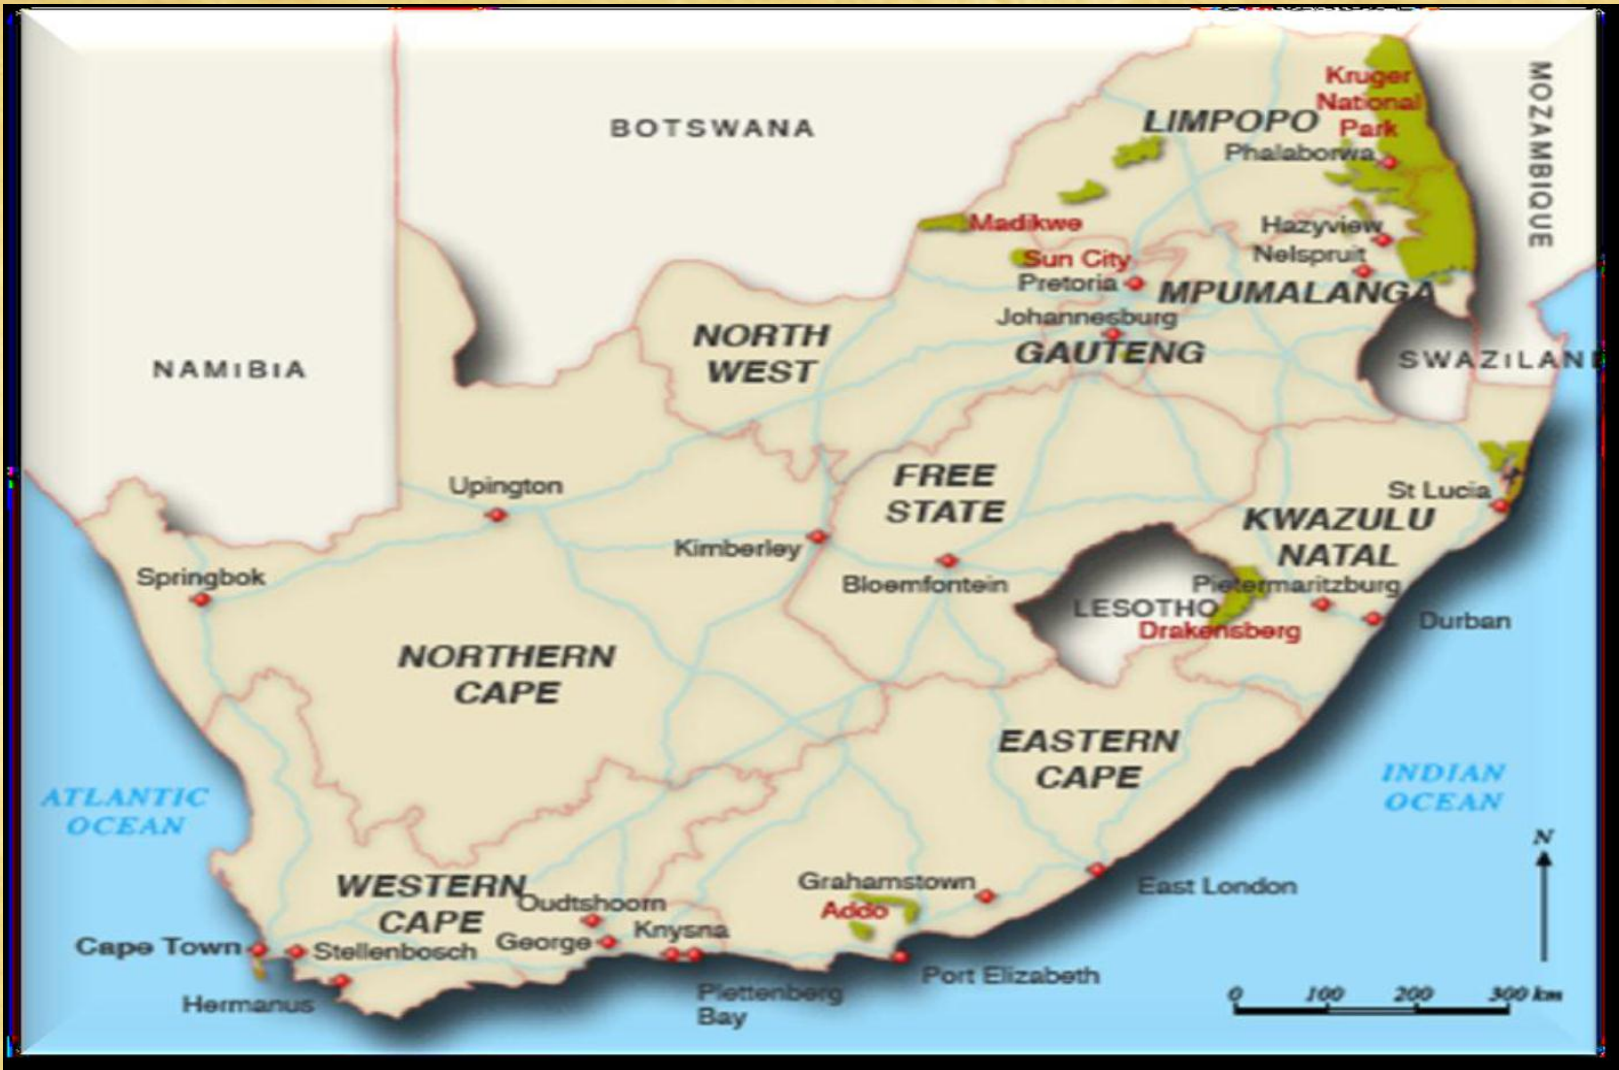 Kruger
National
Park
MOZAMBIQUE
BOTSWANA
LIMPOPO
Phalaborwa
Madikwe
Hazyview
Sun City
Nelspruit
Pretoria
MPUMALANGA
Johannesburg
NORTH
WEST
GAUTENG
SWAZILAND
NAMIBIA
FREE
STATE
Upington
St Lucia
KWAZULU
NATAL
Kimberley
Springbok
Bloemfontein
Pietermaritzburg
LESOTHO
Drakensberg
Durban
NORTHERN
CAPE
EASTERN
CAPE
ATLANTIC
OCEAN
INDIAN
OCEAN
N
WESTERN
CAPE
Oudtshoorn
Grahamstown
East London
Addo
Knysna
George
Cape Town
Stellenbosch
Port Elizabeth
Hermanus
Plettenberg
Bay
0 100 200 300 km